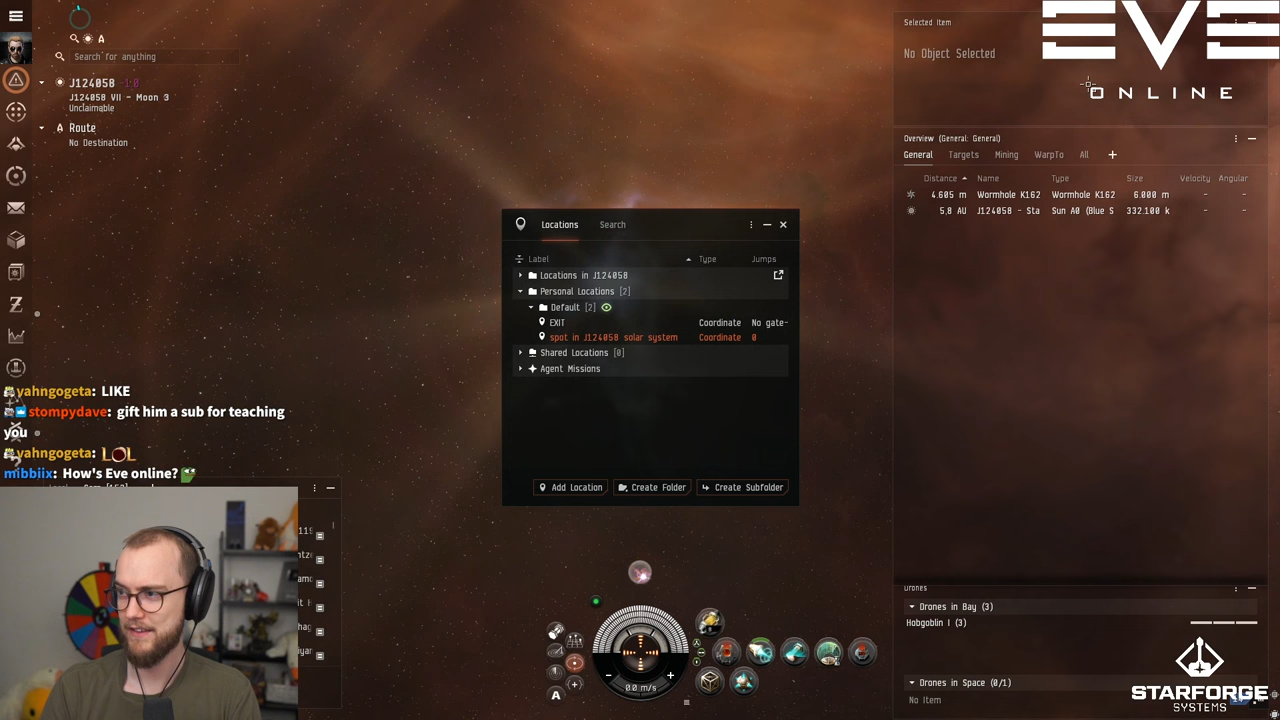 Search for anything
J124058 -1.0
J124058 VII - Moon 3
Unclaimable
Route
No Destination
yahngogeta: LIKE
stompydave: gift him a sub for teaching
you
yahngogeta:
mibbiix: How's Eve online?
Locations
Search
Label
Type
Jumps
Locations in J124058
Personal Locations [2]
Default [2]
EXIT
Coordinate
No gate-
spot in J124058 solar system
Coordinate
0
Shared Locations [0]
Agent Missions
Add Location
Create Folder
Create Subfolder
0.0 m/s
Selected Item
No Object Selected
EVE
ONLINE
Overview (General: General)
General
Targets
Mining
WarpTo
All
Distance
Name
Type
Size
Velocity
Angular
4.605 m
Wormhole K162
Wormhole K162
6.000 m
-
-
5,8 AU
J124058 - Sta
Sun A0 (Blue S
332.100 k
-
-
Drones
Drones in Bay (3)
Hobgoblin I (3)
Drones in Space (0/1)
No Item
STARFORGE
SYSTEMS